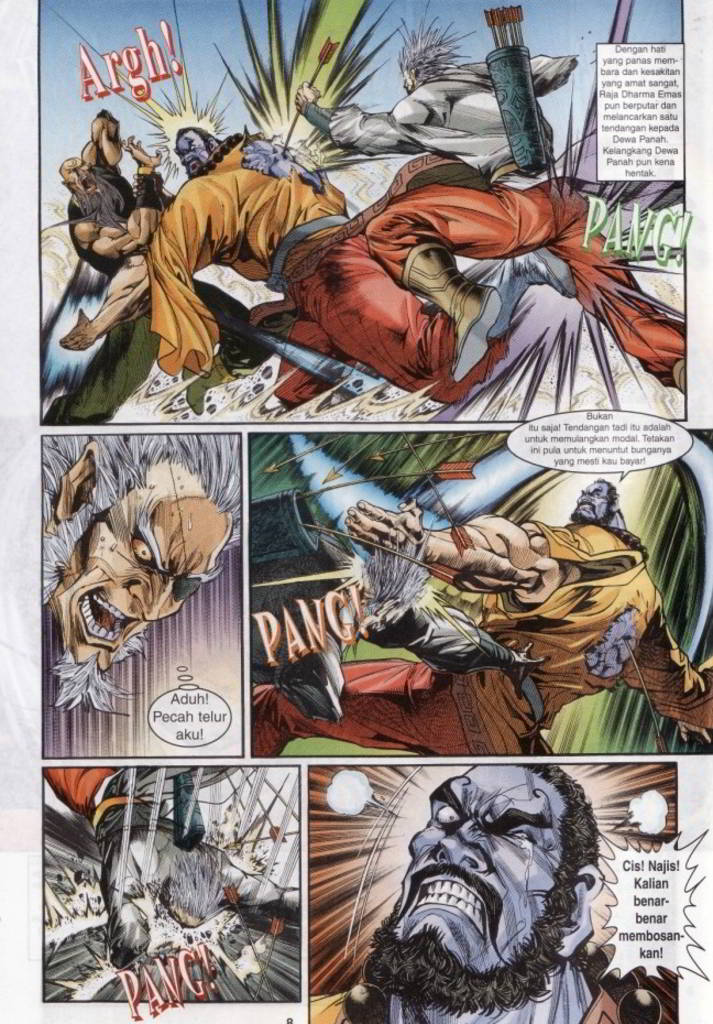 Argh!
Dengan hati
yang panas mem-
bara dan kesakitan
yang amat sangat,
Raja Dharma Emas
pun berputar dan
melancarkan satu
tendangan kepada
Dewa Panah.
Kelangkang Dewa
Panah pun kena
hentak.
PANG!
Aduh!
Pecah telur
aku!
Bukan
itu saja! Tendangan tadi itu adalah
untuk memulangkan modal. Tetakan
ini pula untuk menuntut bunganya
yang mesti kau bayar!
PANG!
PANG!
Cis! Najis!
Kalian
benar-
benar
membosan-
kan!
8